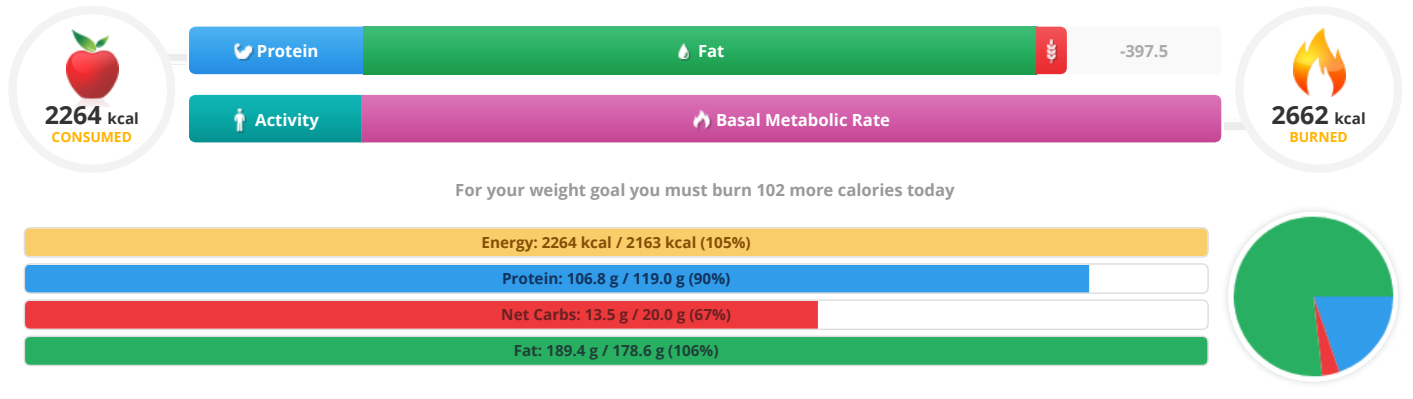 Protein
Fat
-397.5
2264 kcal
CONSUMED
Activity
Basal Metabolic Rate
2662 kcal
BURNED
For your weight goal you must burn 102 more calories today
Energy: 2264 kcal / 2163 kcal (105%)
Protein: 106.8 g / 119.0 g (90%)
Net Carbs: 13.5 g / 20.0 g (67%)
Fat: 189.4 g / 178.6 g (106%)